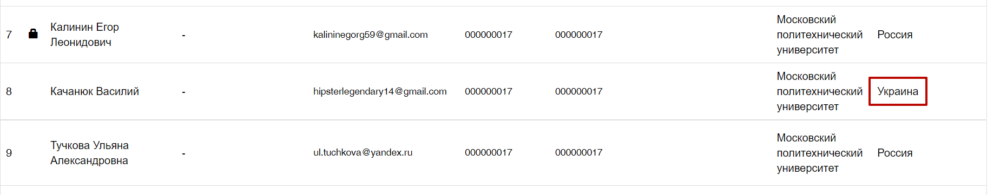 7 Калинин Егор Леонидович - kalininegorg59@gmail.com 000000017 000000017 Московский политехнический университет Россия
8 Качанюк Василий - hipsterlegendary14@gmail.com 000000017 000000017 Московский политехнический университет Украина
9 Тучкова Ульяна Александровна - ul.tuchkova@yandex.ru 000000017 000000017 Московский политехнический университет Россия